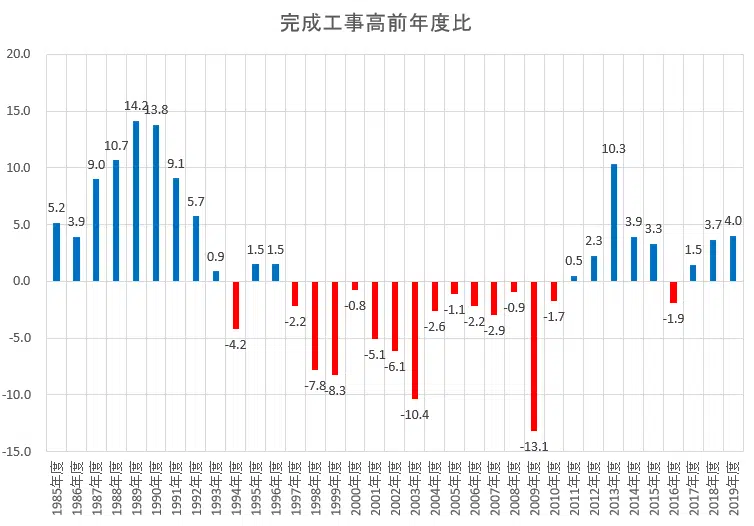 完成工事高前年度比
20.0
15.0
10.0
5.0
0.0
-5.0
-10.0
-15.0
5.2
3.9
9.0
10.7
14.2
13.8
9.1
5.7
0.9
-4.2
1.5
1.5
-2.2
-7.8
-8.3
-0.8
-5.1
-6.1
-10.4
-2.6
-1.1
-2.2
-2.9
-0.9
-13.1
-1.7
0.5
2.3
10.3
3.9
3.3
-1.9
1.5
3.7
4.0
1985年度
1986年度
1987年度
1988年度
1989年度
1990年度
1991年度
1992年度
1993年度
1994年度
1995年度
1996年度
1997年度
1998年度
1999年度
2000年度
2001年度
2002年度
2003年度
2004年度
2005年度
2006年度
2007年度
2008年度
2009年度
2010年度
2011年度
2012年度
2013年度
2014年度
2015年度
2016年度
2017年度
2018年度
2019年度